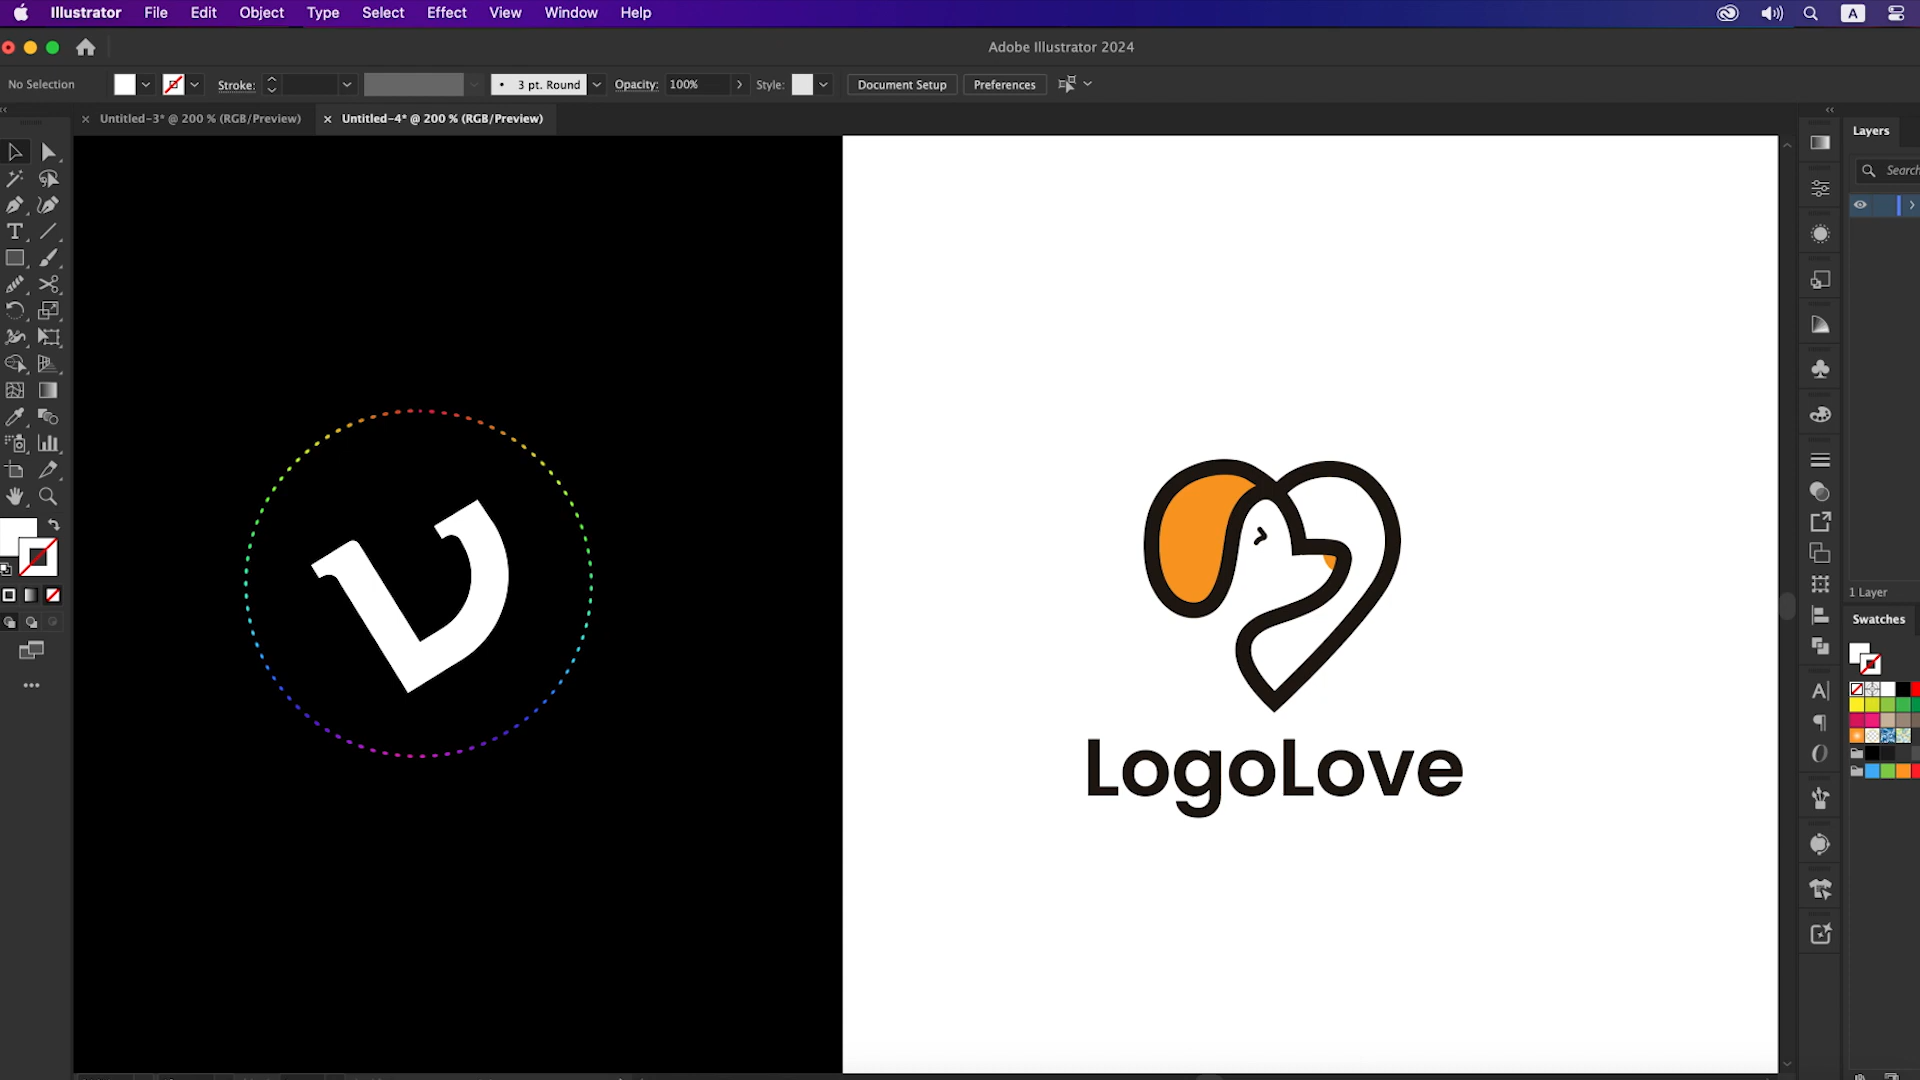 Illustrator File Edit Object Type Select Effect View Window Help
A
Adobe Illustrator 2024
No Selection Stroke: 3 pt. Round Opacity: 100% Style: Document Setup Preferences
Untitled-3* @ 200 % (RGB/Preview) Untitled-4* @ 200 % (RGB/Preview)
Layers
Search
LogoLove
1 Layer
Swatches